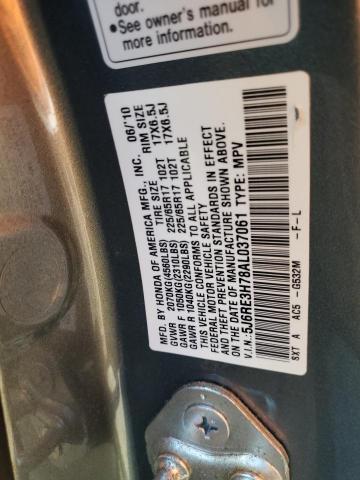 door.
•See owner's manual for
more information.
MFD. BY HONDA OF AMERICA MFG., INC. 06/'10
TIRE SIZE RIM SIZE
GVWR 2070KG(4560LBS)
GAWR F 1050KG(2310LBS) 225/65R17 102T 17X6.5J
GAWR R 1040KG(2290LBS) 225/65R17 102T 17X6.5J
THIS VEHICLE CONFORMS TO ALL APPLICABLE
FEDERAL MOTOR VEHICLE SAFETY
AND THEFT PREVENTION STANDARDS IN EFFECT
ON THE DATE OF MANUFACTURE SHOWN ABOVE.
V.I.N.: 5J6RE3H78AL037061 TYPE: MPV
SXT A AC5 -G532M -F-L